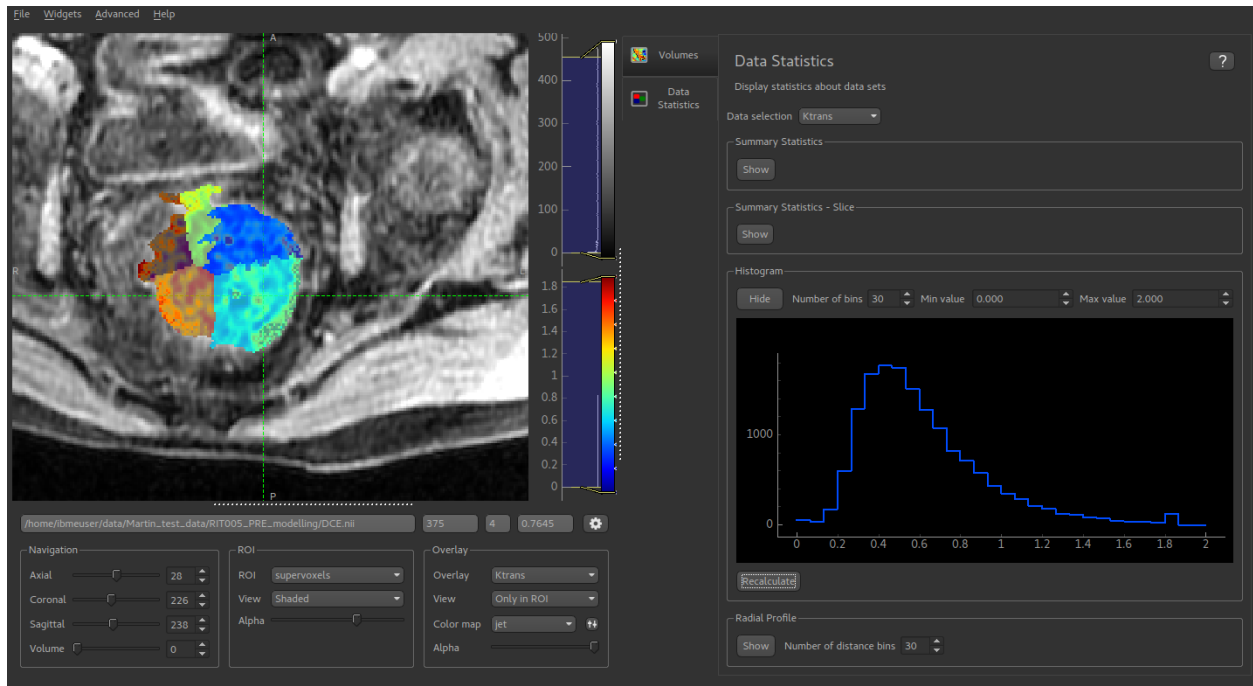 File Widgets Advanced Help
A
R
P
500
400
300
200
100
0
1.8
1.6
1.4
1.2
1
0.8
0.6
0.4
0.2
0
/home/ibmeuser/data/Martin_test_data/RIT005_PRE_modelling/DCE.nii 375 4 0.7645
Navigation
Axial 28
Coronal 226
Sagittal 238
Volume 0
ROI
ROI supervoxels
View Shaded
Alpha
Overlay
Overlay Ktrans
View Only in ROI
Color map jet
Alpha
Volumes
Data
Statistics
Data Statistics ?
Display statistics about data sets
Data selection Ktrans
Summary Statistics
Show
Summary Statistics - Slice
Show
Histogram
Hide Number of bins 30 Min value 0.000 Max value 2.000
1000
0
0 0.2 0.4 0.6 0.8 1 1.2 1.4 1.6 1.8 2
Recalculate
Radial Profile
Show Number of distance bins 30